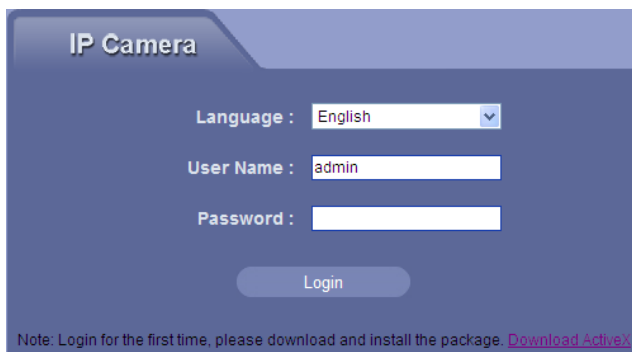 IP Camera
Language : English
User Name : admin
Password :
Login
Note: Login for the first time, please download and install the package. Download ActiveX